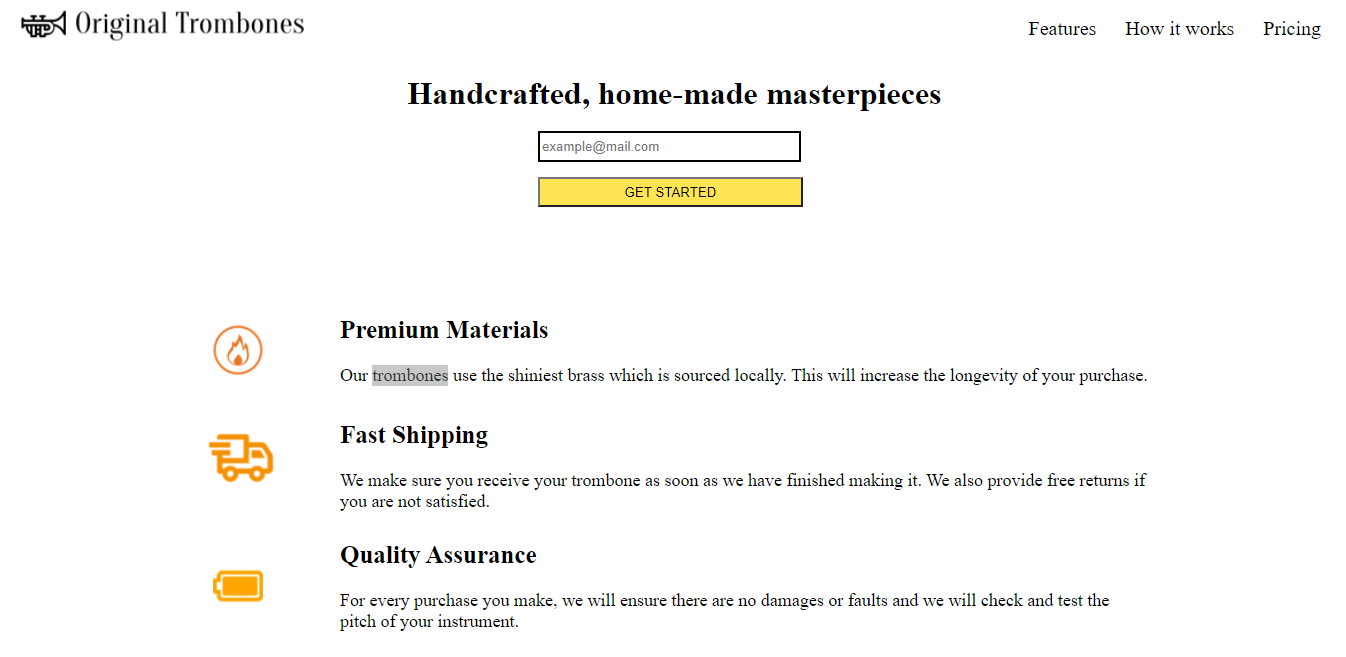 Original Trombones
Features
How it works
Pricing
Handcrafted, home-made masterpieces
example@mail.com
GET STARTED
Premium Materials
Our trombones use the shiniest brass which is sourced locally. This will increase the longevity of your purchase.
Fast Shipping
We make sure you receive your trombone as soon as we have finished making it. We also provide free returns if
you are not satisfied.
Quality Assurance
For every purchase you make, we will ensure there are no damages or faults and we will check and test the
pitch of your instrument.